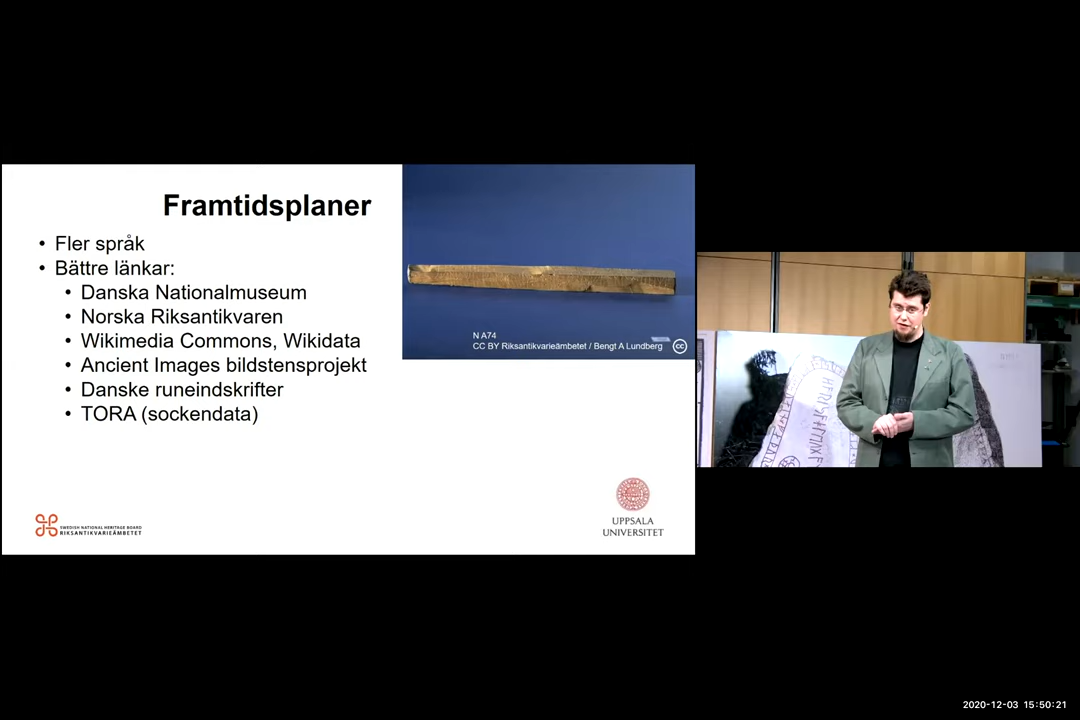 Framtidsplaner
• Fler språk
• Bättre länkar:
• Danska Nationalmuseum
• Norska Riksantikvaren
• Wikimedia Commons, Wikidata
• Ancient Images bildstensprojekt
• Danske runeindskrifter
• TORA (sockendata)
N A74
CC BY Riksantikvarieämbetet / Bengt A Lundberg
cc
SWEDISH NATIONAL HERITAGE BOARD
RIKSANTIKVARIEÄMBETET
UPPSALA
UNIVERSITET
2020-12-03 15:50:21